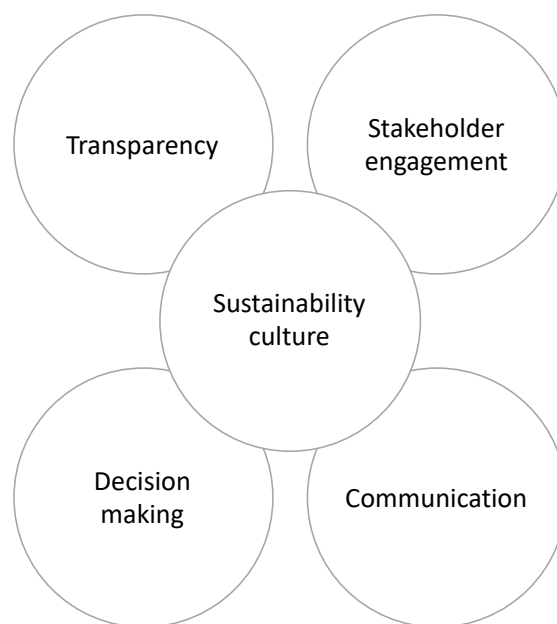 Transparency
Stakeholder
engagement
Sustainability
culture
Decision
making
Communication